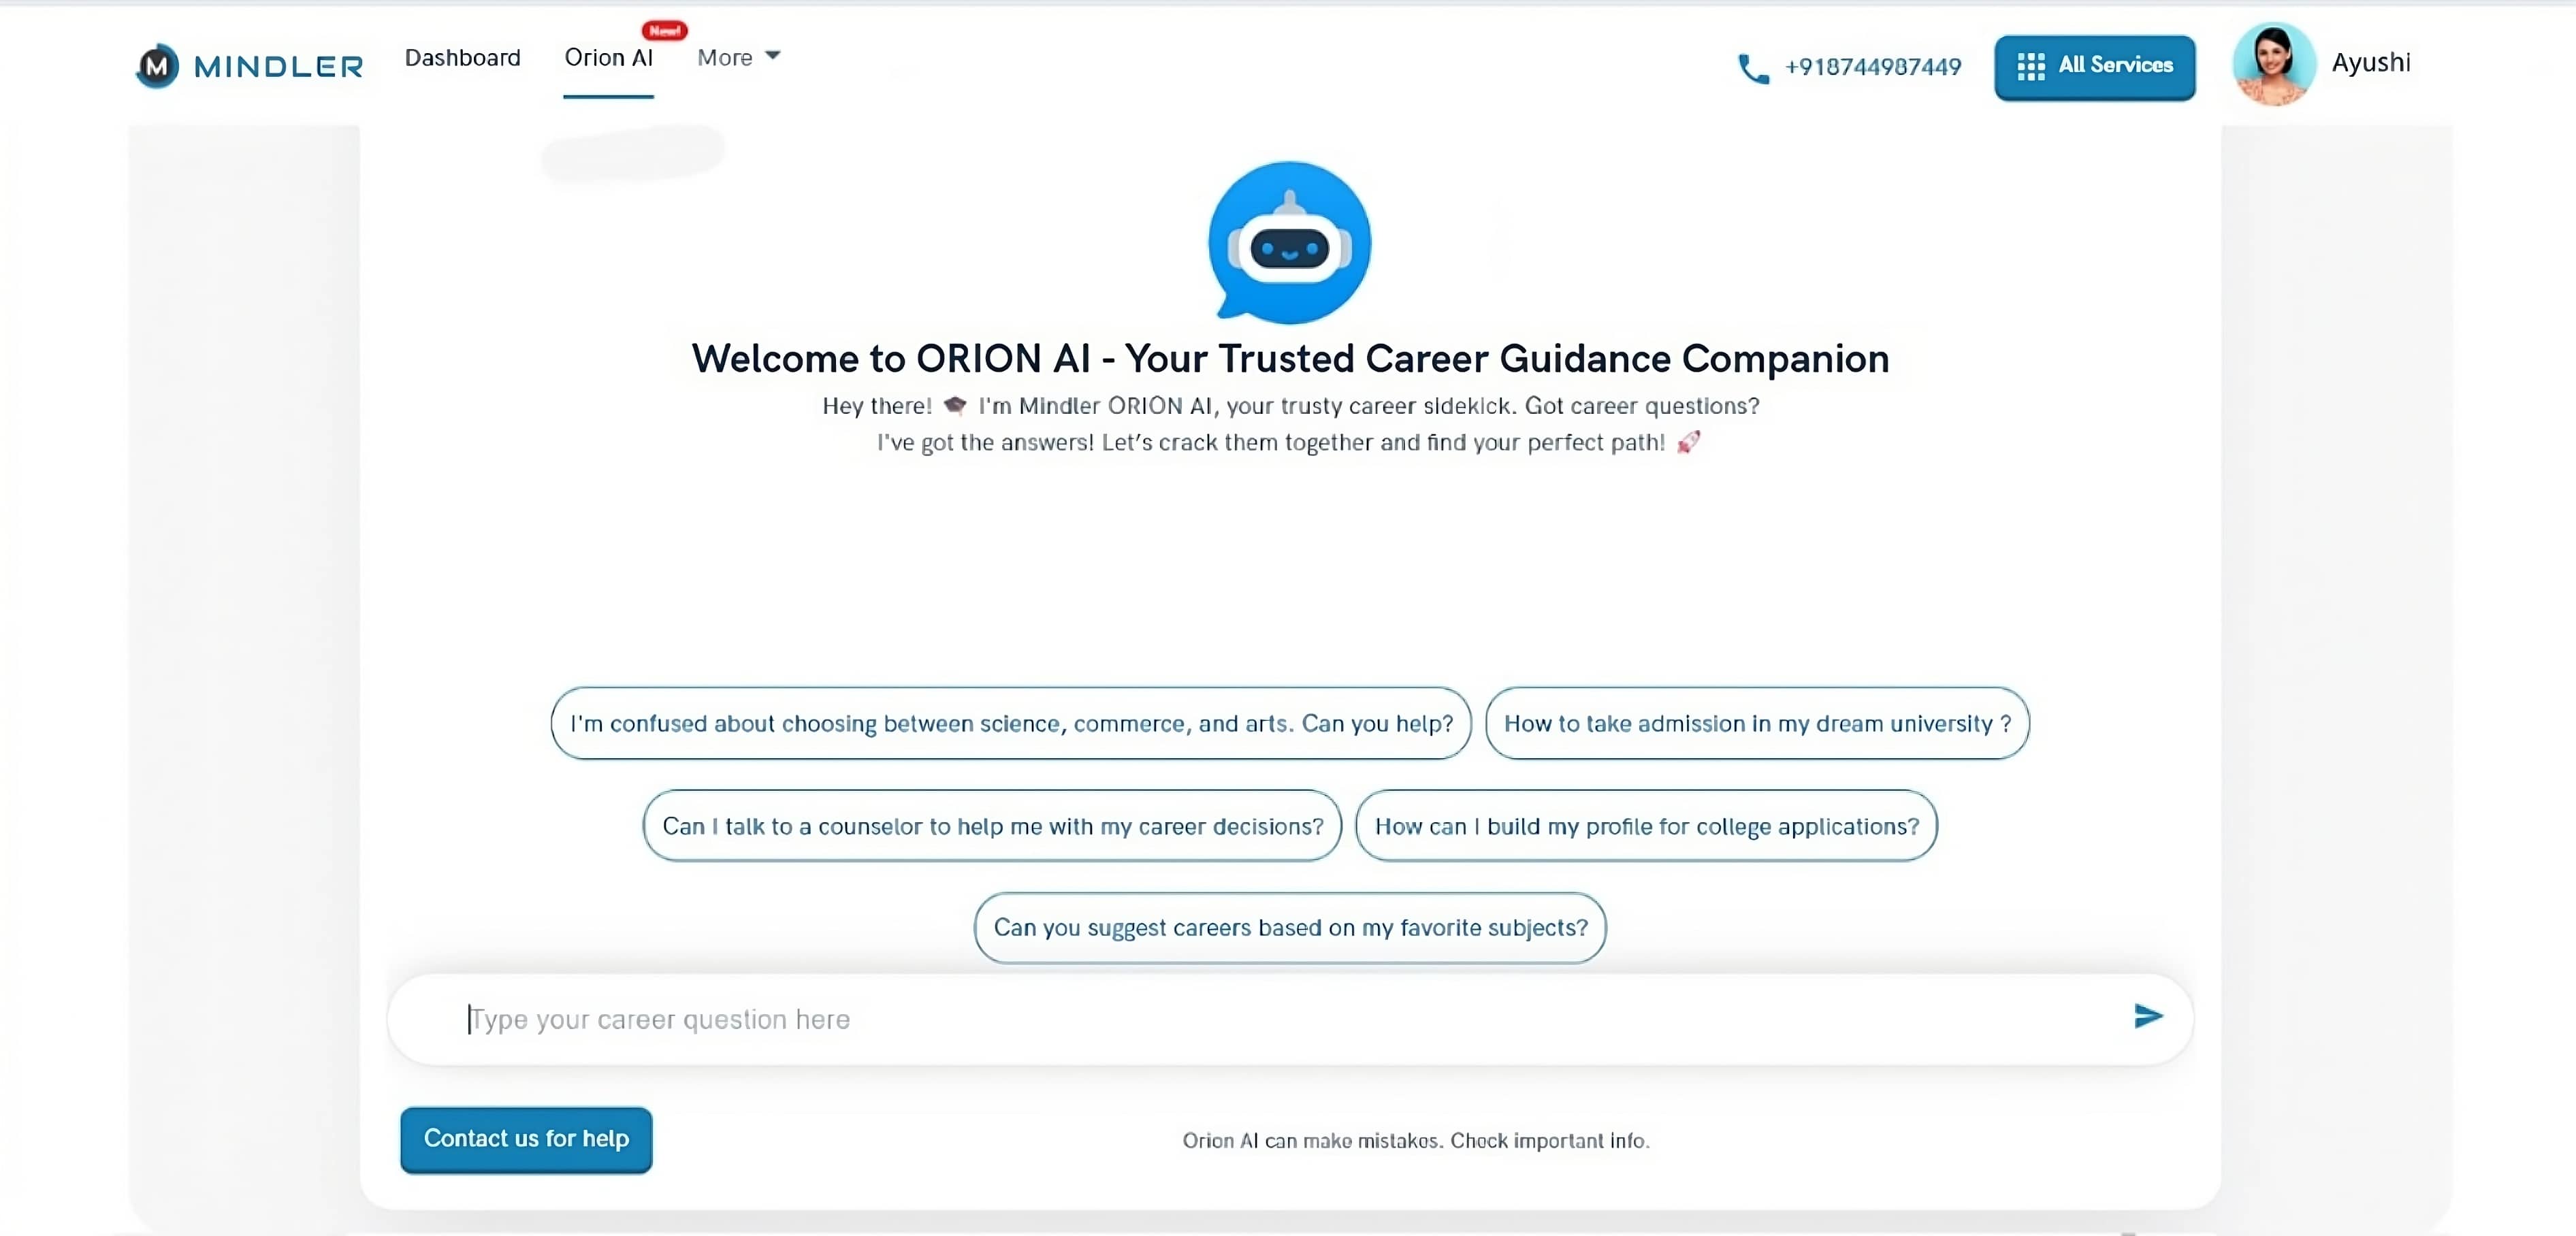 MINDLER
Dashboard
Orion AI
New!
More
+918744987449
All Services
Ayushi
Welcome to ORION AI - Your Trusted Career Guidance Companion
Hey there! 🎓 I'm Mindler ORION AI, your trusty career sidekick. Got career questions?
I've got the answers! Let's crack them together and find your perfect path! 🚀
I'm confused about choosing between science, commerce, and arts. Can you help?
How to take admission in my dream university ?
Can I talk to a counselor to help me with my career decisions?
How can I build my profile for college applications?
Can you suggest careers based on my favorite subjects?
Type your career question here
Contact us for help
Orion AI can make mistakes. Check important info.